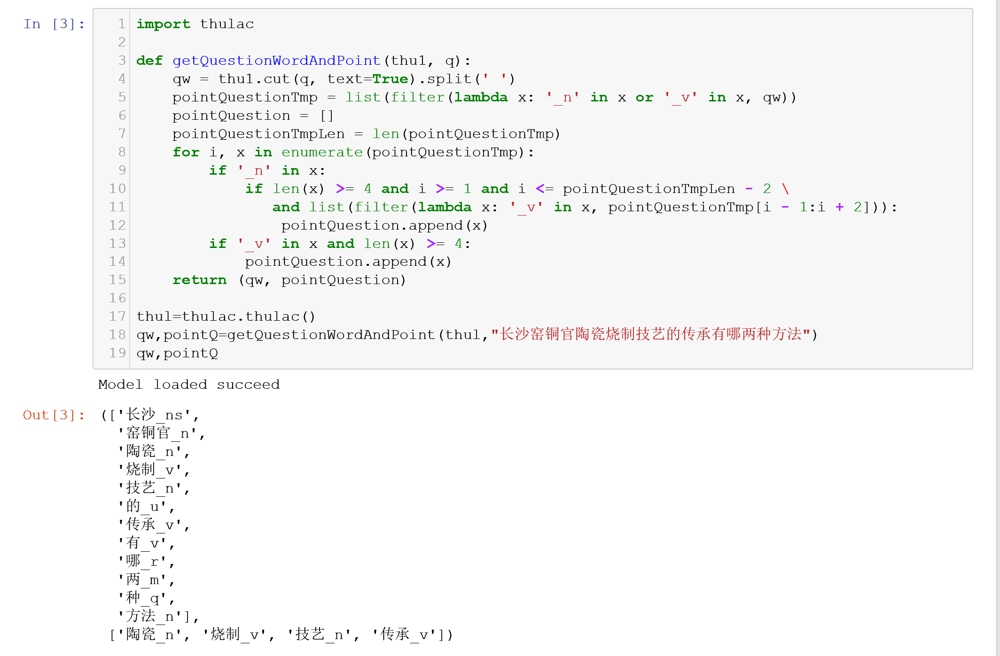 In [3]:
1 import thulac
2
3 def getQuestionWordAndPoint(thu1, q):
4     qw = thu1.cut(q, text=True).split(' ')
5     pointQuestionTmp = list(filter(lambda x: '_n' in x or '_v' in x, qw))
6     pointQuestion = []
7     pointQuestionTmpLen = len(pointQuestionTmp)
8     for i, x in enumerate(pointQuestionTmp):
9         if '_n' in x:
10             if len(x) >= 4 and i >= 1 and i <= pointQuestionTmpLen - 2 \
11                and list(filter(lambda x: '_v' in x, pointQuestionTmp[i - 1:i + 2])):
12                 pointQuestion.append(x)
13         if '_v' in x and len(x) >= 4:
14             pointQuestion.append(x)
15     return (qw, pointQuestion)
16
17 thul=thulac.thulac()
18 qw,pointQ=getQuestionWordAndPoint(thul,"长沙窑铜官陶瓷烧制技艺的传承有哪两种方法")
19 qw,pointQ
Model loaded succeed
Out[3]: (['长沙_ns',
'窑铜官_n',
'陶瓷_n',
'烧制_v',
'技艺_n',
'的_u',
'传承_v',
'有_v',
'哪_r',
'两_m',
'种_q',
'方法_n'],
['陶瓷_n', '烧制_v', '技艺_n', '传承_v'])